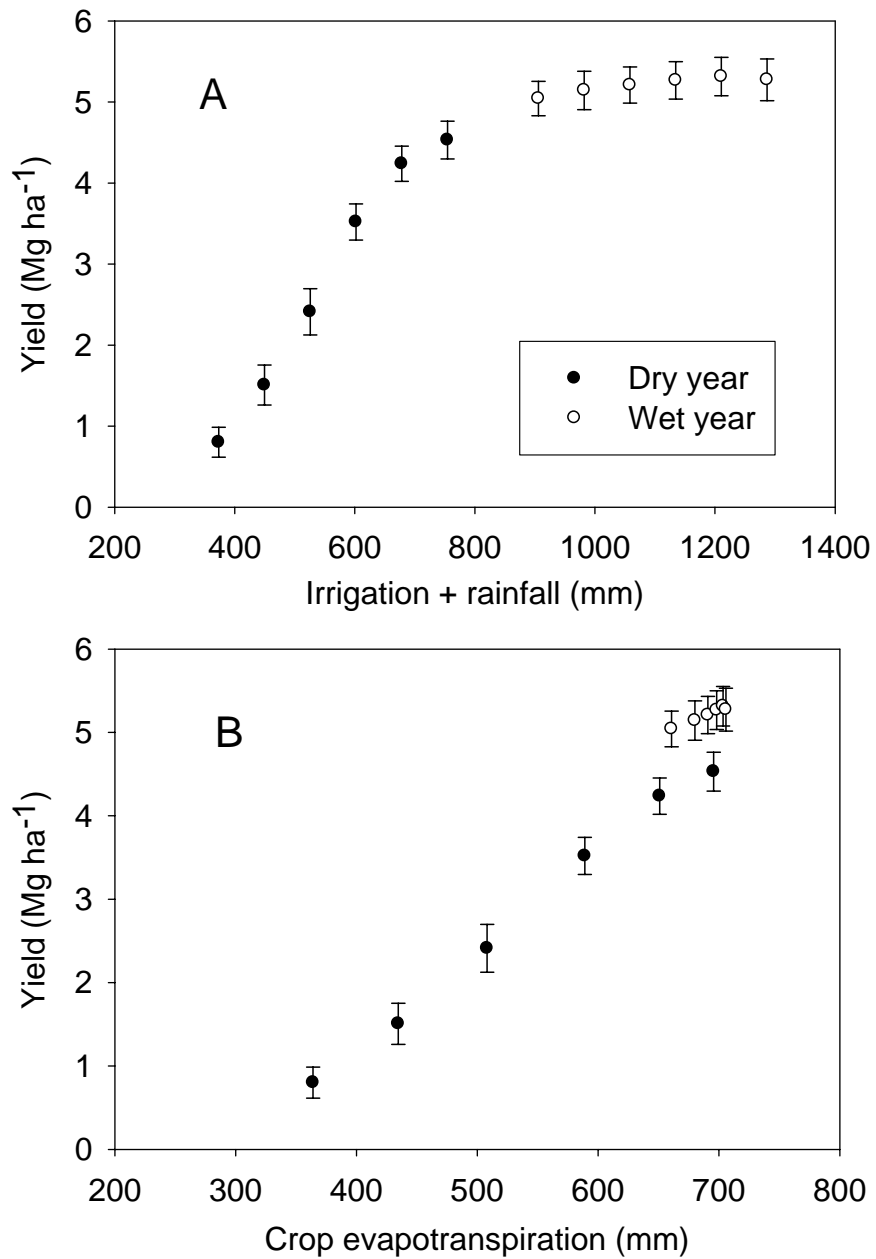 6
5
4
3
2
1
0
Yield (Mg ha-1)
A
Dry year
Wet year
200 400 600 800 1000 1200 1400
Irrigation + rainfall (mm)
6
5
4
3
2
1
0
Yield (Mg ha-1)
B
200 300 400 500 600 700 800
Crop evapotranspiration (mm)